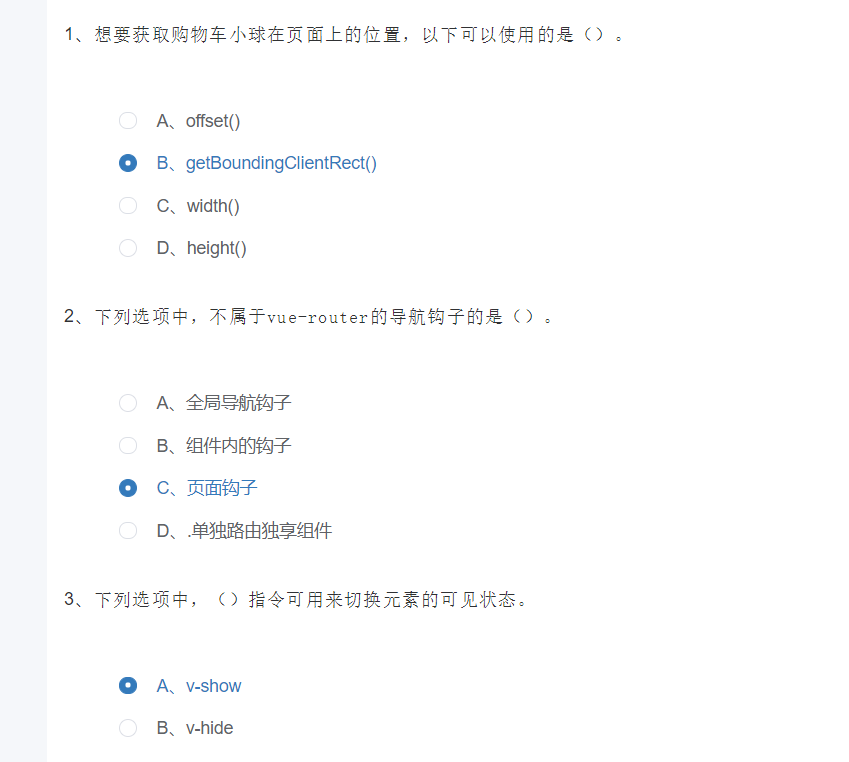 1、想要获取购物车小球在页面上的位置，以下可以使用的是（）。
A、offset()
B、getBoundingClientRect()
C、width()
D、height()
2、下列选项中，不属于vue-router的导航钩子的是（）。
A、全局导航钩子
B、组件内的钩子
C、页面钩子
D、.单独路由独享组件
3、下列选项中，（）指令可用来切换元素的可见状态。
A、v-show
B、v-hide